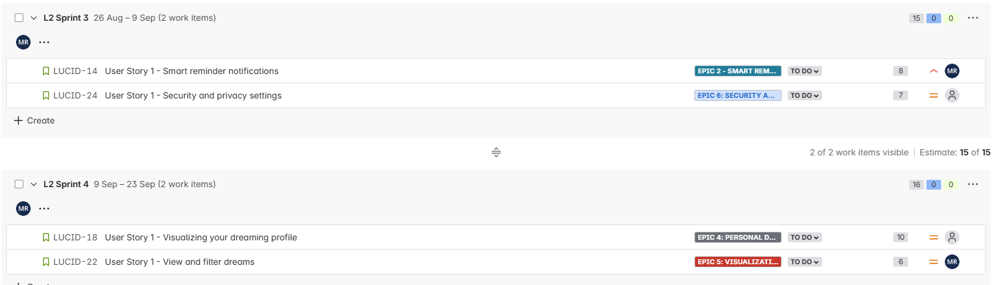 L2 Sprint 3 26 Aug – 9 Sep (2 work items) 15 0 0
MR
LUCID-14 User Story 1 - Smart reminder notifications EPIC 2 - SMART REM... TO DO 8 MR
LUCID-24 User Story 1 - Security and privacy settings EPIC 6: SECURITY A... TO DO 7
Create
2 of 2 work items visible Estimate: 15 of 15
L2 Sprint 4 9 Sep – 23 Sep (2 work items) 16 0 0
MR
LUCID-18 User Story 1 - Visualizing your dreaming profile EPIC 4: PERSONAL D... TO DO 10
LUCID-22 User Story 1 - View and filter dreams EPIC 5: VISUALIZATI... TO DO 6 MR